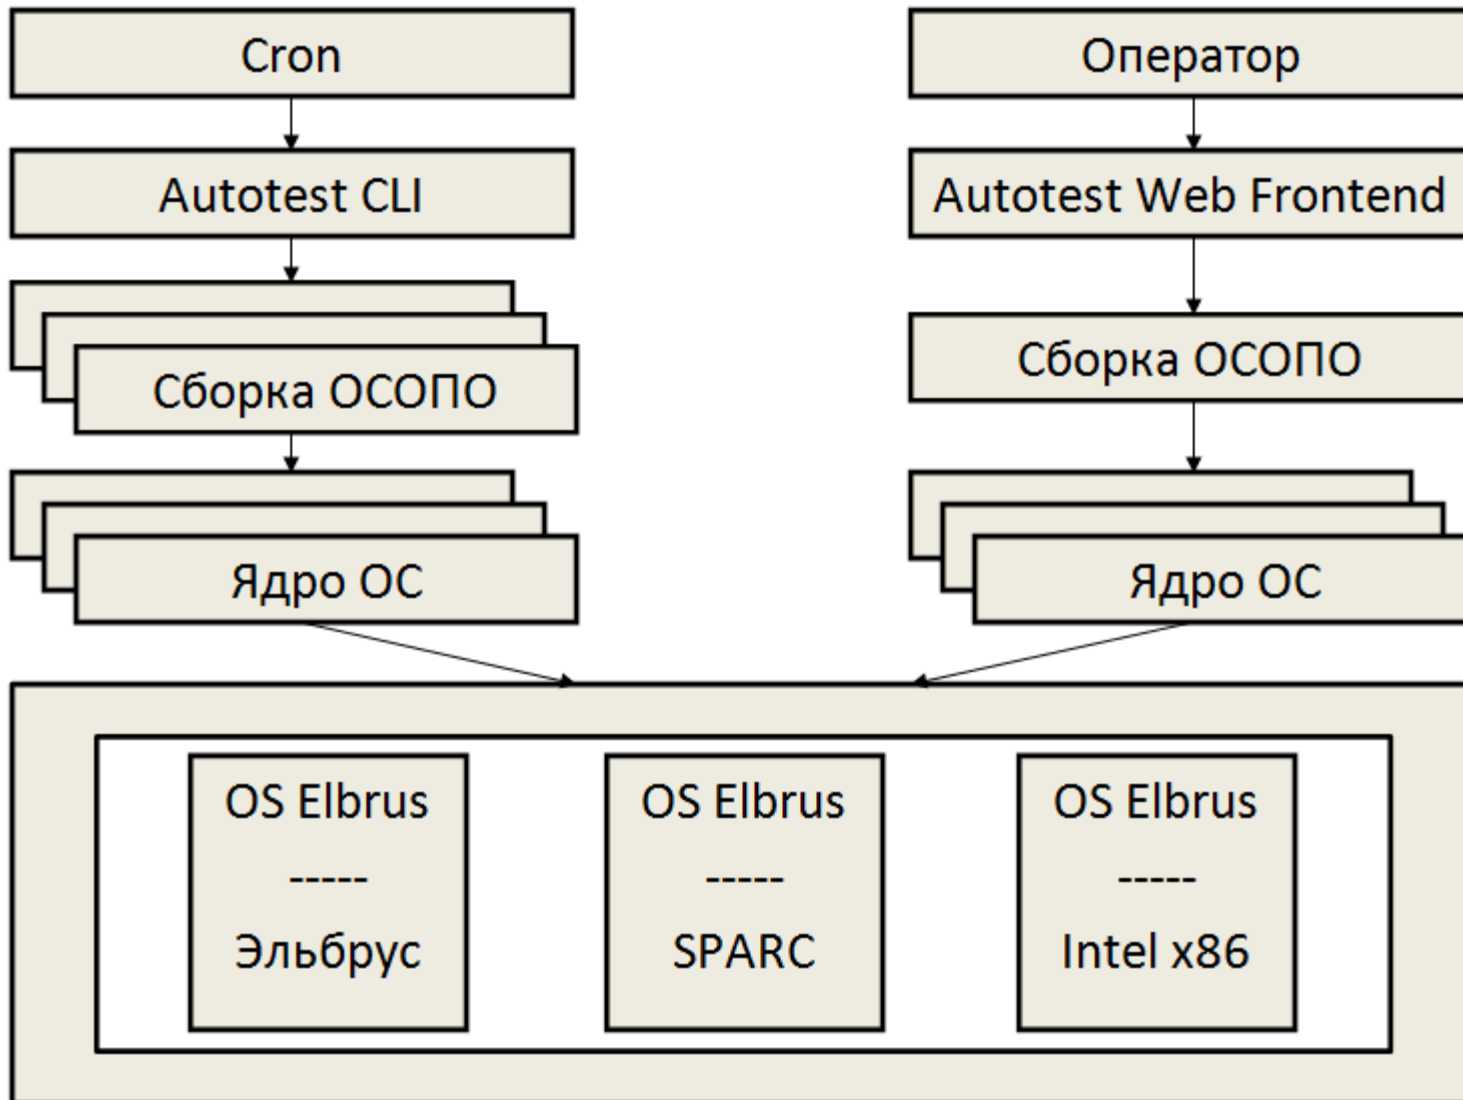 Cron
Оператор
Autotest CLI
Autotest Web Frontend
Сборка ОСОПО
Сборка ОСОПО
Ядро ОС
Ядро ОС
OS Elbrus
-----
Эльбрус
OS Elbrus
-----
SPARC
OS Elbrus
-----
Intel x86